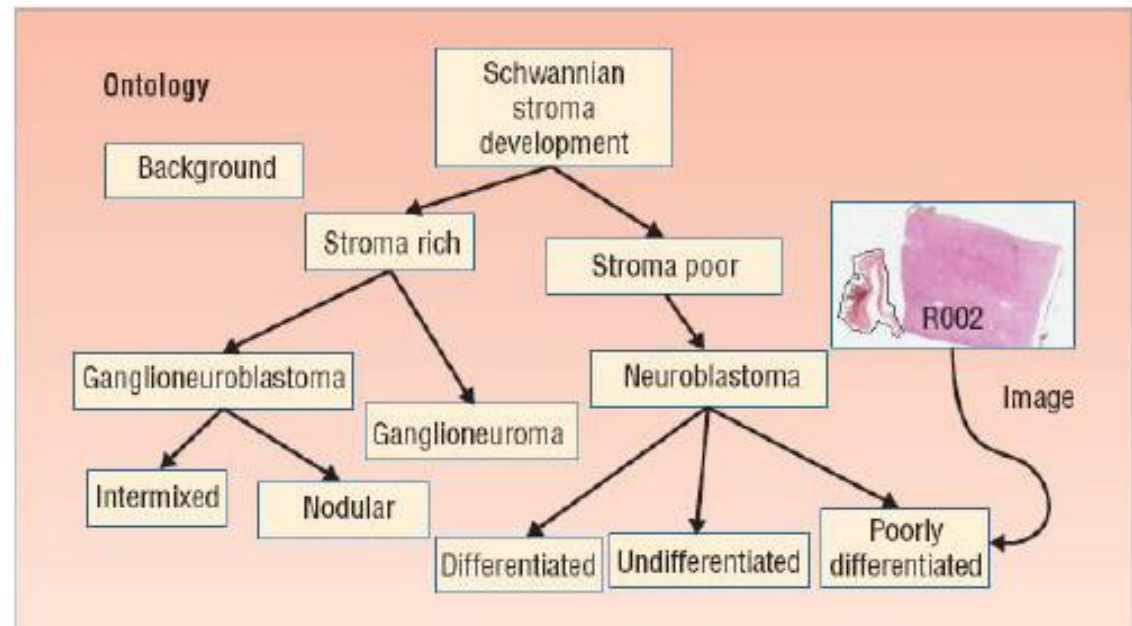 Ontology
Schwannian
stroma
development
Background
Stroma rich
Stroma poor
R002
Ganglioneuroblastoma
Neuroblastoma
Image
Ganglioneuroma
Intermixed
Nodular
Differentiated
Undifferentiated
Poorly
differentiated